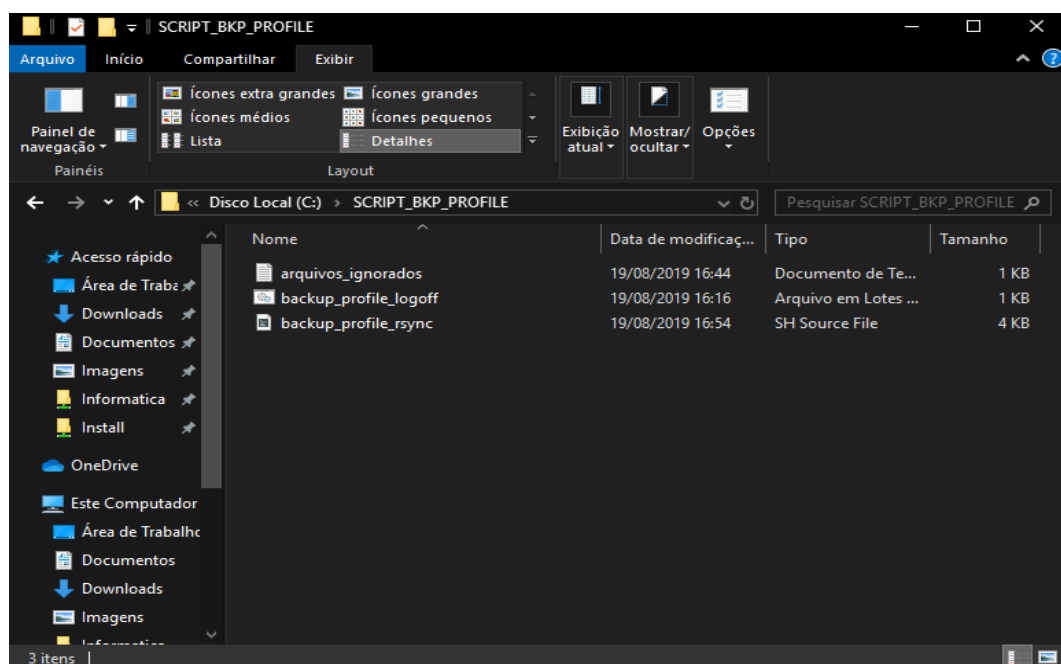 SCRIPT_BKP_PROFILE
Arquivo Início Compartilhar Exibir
Painel de navegação
Ícones extra grandes Ícones grandes
Ícones médios Ícones pequenos
Lista Detalhes
Exibição atual
Mostrar/ ocultar
Opções
Painéis Layout
« Disco Local (C:) > SCRIPT_BKP_PROFILE
Pesquisar SCRIPT_BKP_PROFILE
Nome Data de modificaç... Tipo Tamanho
arquivos_ignorados 19/08/2019 16:44 Documento de Te... 1 KB
backup_profile_logoff 19/08/2019 16:16 Arquivo em Lotes ... 1 KB
backup_profile_rsync 19/08/2019 16:54 SH Source File 4 KB
Acesso rápido
Área de Traba
Downloads
Documentos
Imagens
Informatica
Install
OneDrive
Este Computador
Área de Trabalho
Documentos
Downloads
Imagens
3 itens